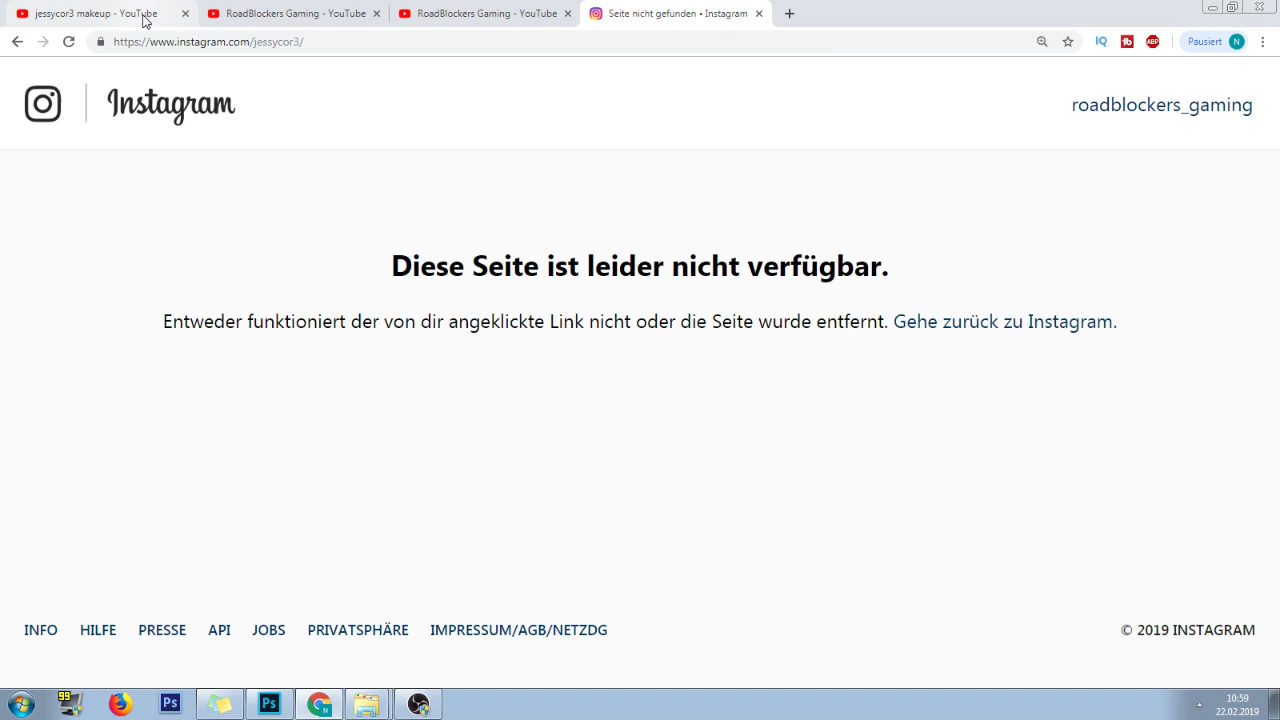 jessycor3 makeup - YouTube
RoadBlockers Gaming - YouTube
RoadBlockers Gaming - YouTube
Seite nicht gefunden • Instagram
https://www.instagram.com/jessycor3/
IQ
tb
ABP
Pausiert
N
Instagram
roadblockers_gaming
Diese Seite ist leider nicht verfügbar.
Entweder funktioniert der von dir angeklickte Link nicht oder die Seite wurde entfernt. Gehe zurück zu Instagram.
INFO HILFE PRESSE API JOBS PRIVATSPHÄRE IMPRESSUM/AGB/NETZDG
© 2019 INSTAGRAM
99
Ps
Ps
N
10:59
22.02.2019